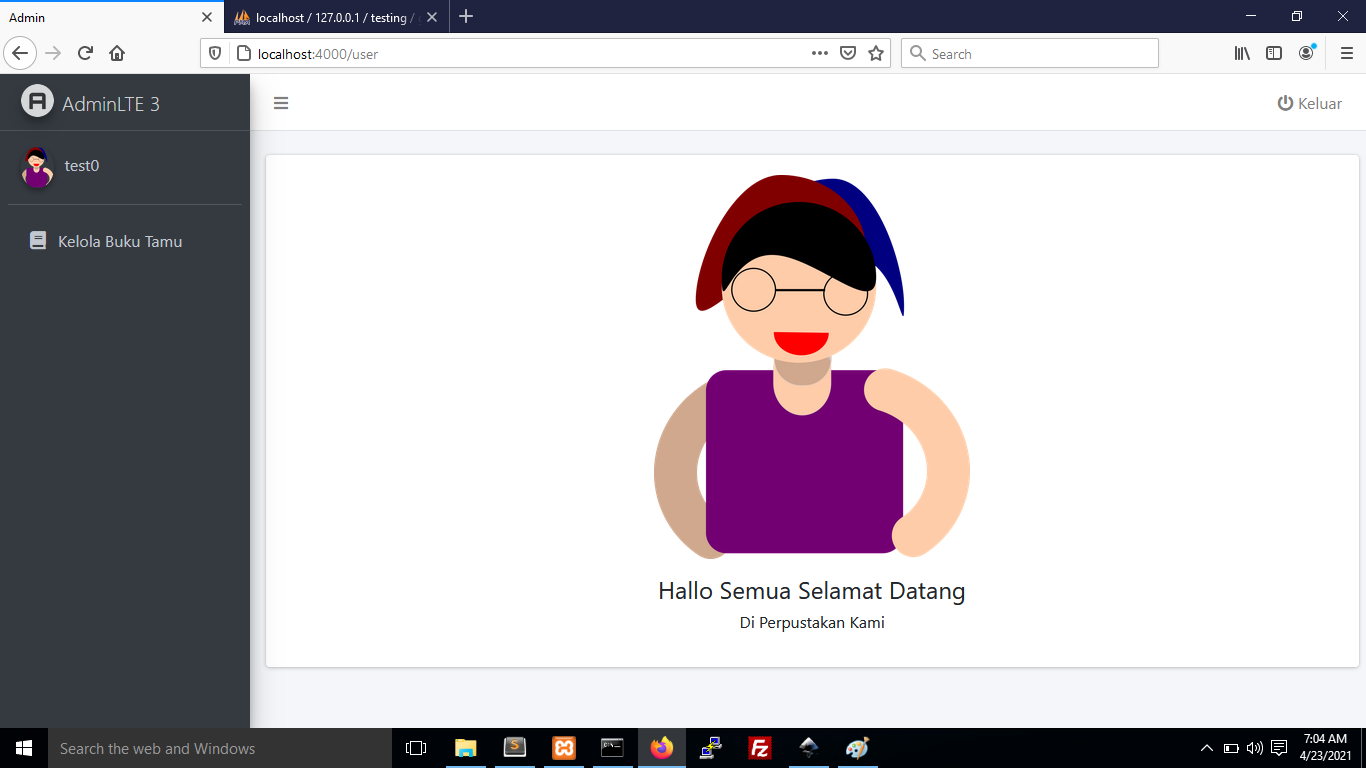 Admin
localhost / 127.0.0.1 / testing /
localhost:4000/user
Search
AdminLTE 3
Keluar
test0
Kelola Buku Tamu
Hallo Semua Selamat Datang
Di Perpustakan Kami
Search the web and Windows
7:04 AM
4/23/2021